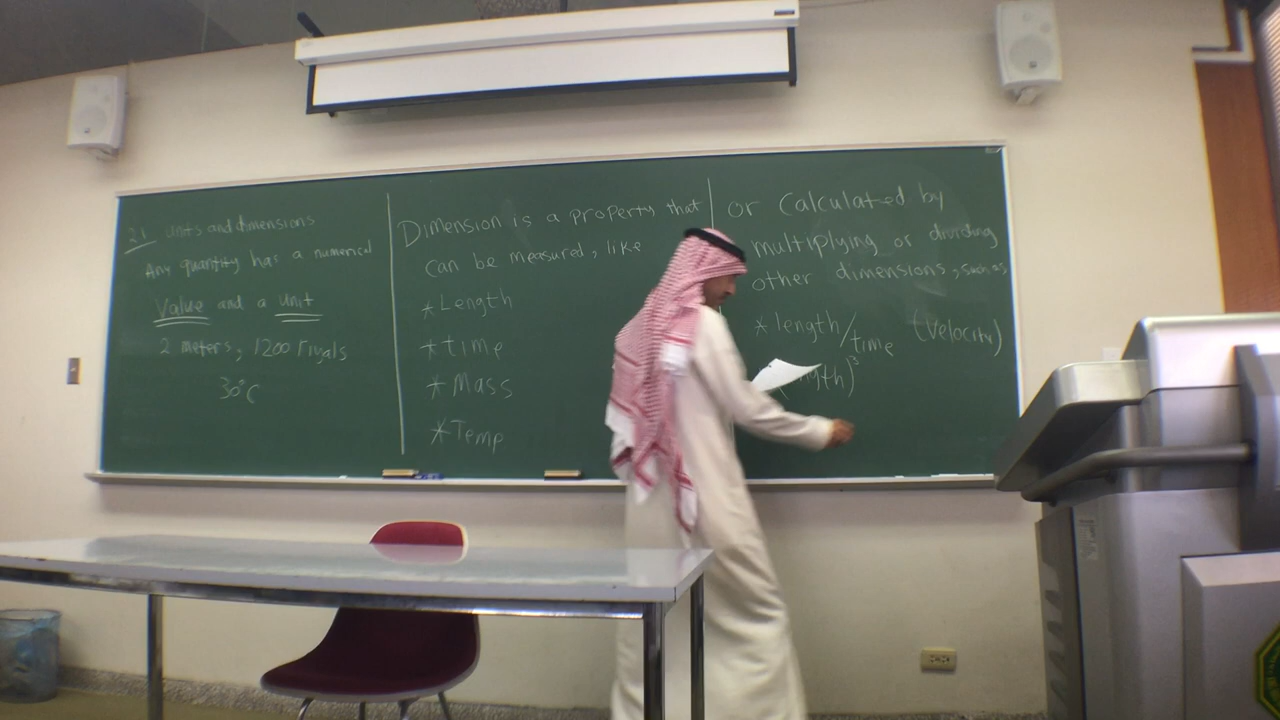 2.1 units and dimensions
Any quantity has a numerical
Value and a unit
2 meters, 1200 riyals
30°C
Dimension is a property that
can be measured, like
* Length
* time
* Mass
* Temp
or calculated by
multiplying or dividing
other dimensions, such as
* length/time (velocity)